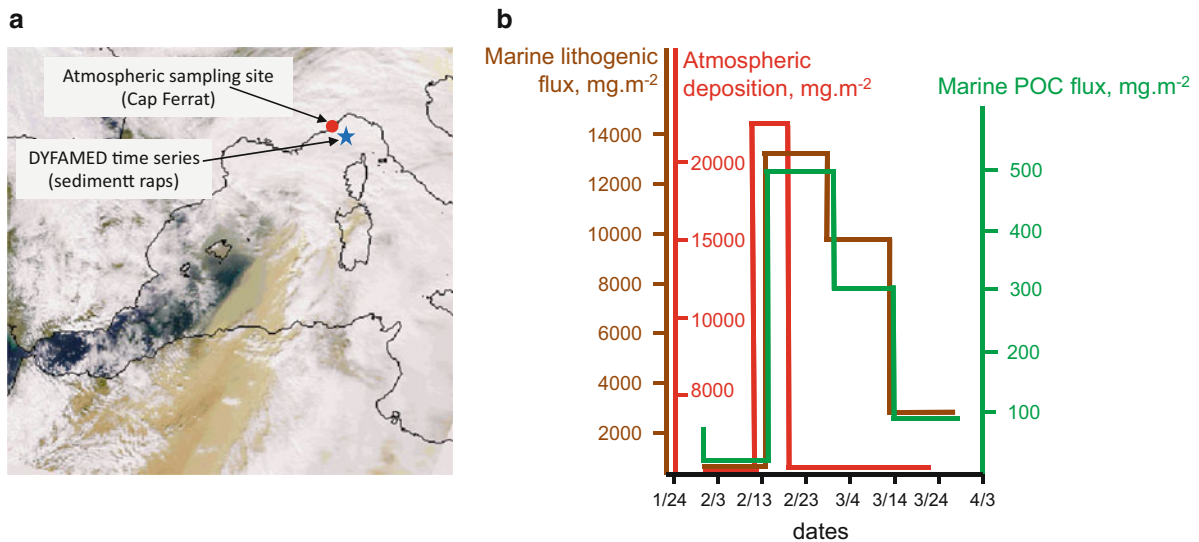 a
Atmospheric sampling site
(Cap Ferrat)
DYFAMED time series
(sedimentt raps)
b
Marine lithogenic
flux, mg.m-2
Atmospheric
deposition, mg.m-2
Marine POC flux, mg.m-2
14000
12000
10000
8000
6000
4000
2000
20000
15000
10000
8000
500
400
300
200
100
1/24 2/3 2/13 2/23 3/4 3/14 3/24 4/3
dates